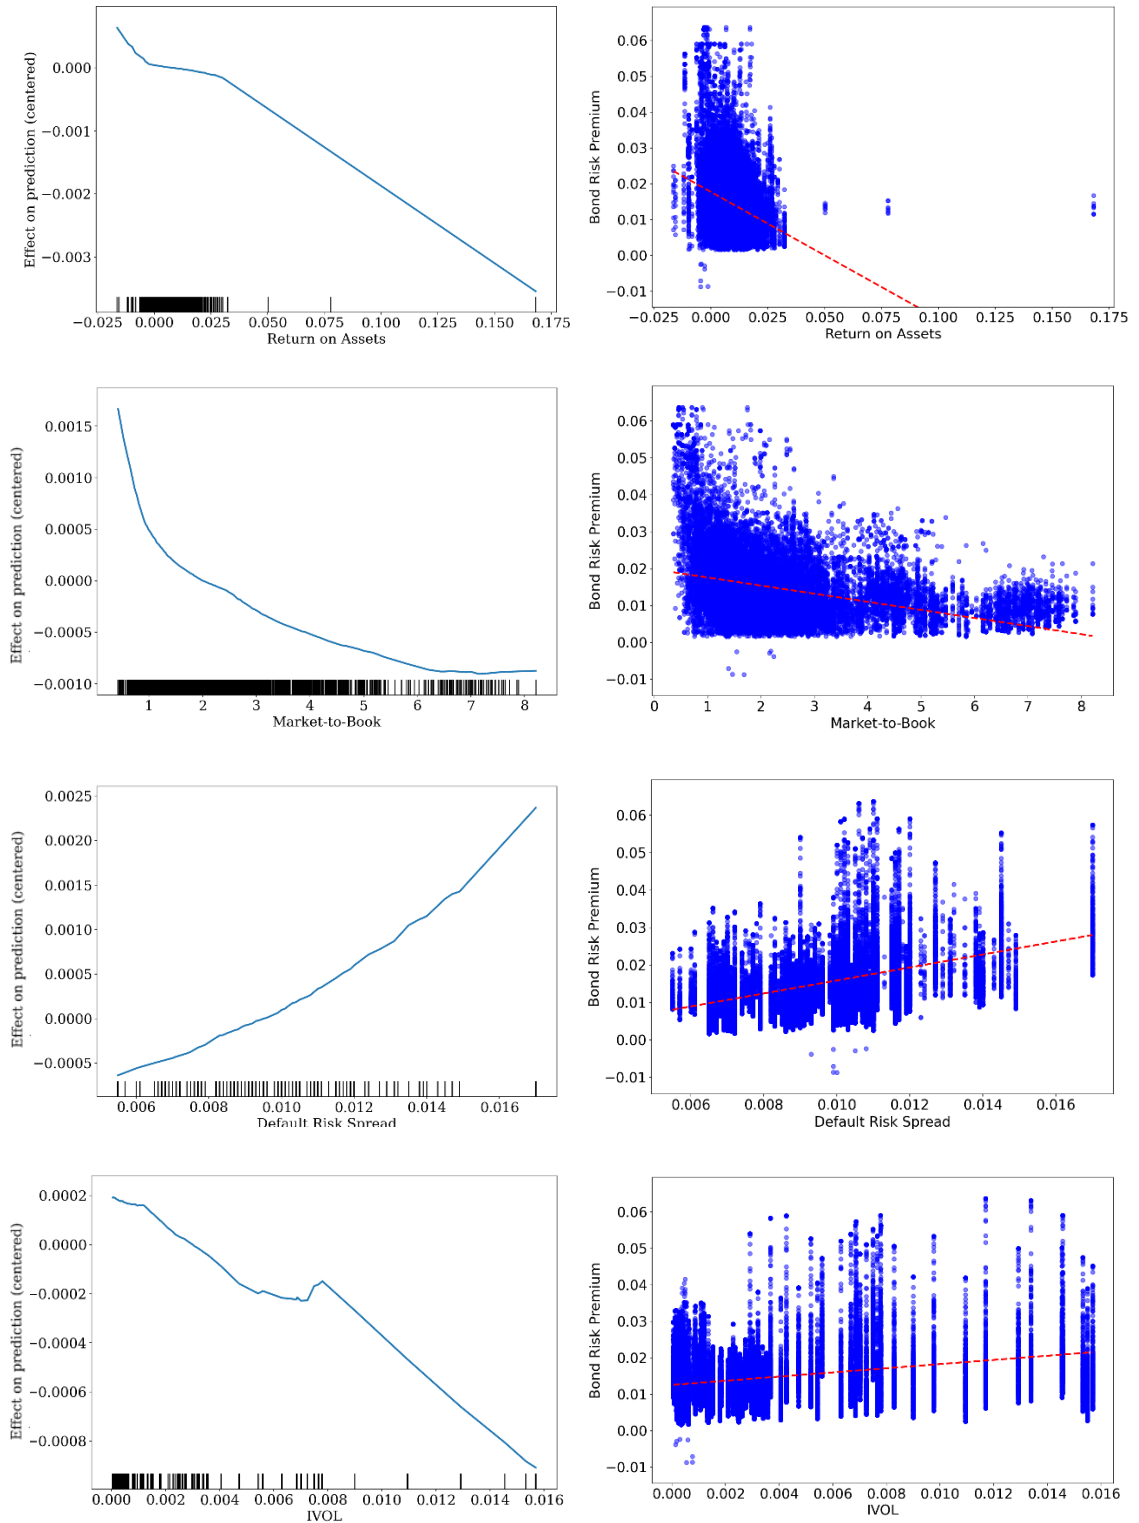 0.000
−0.001
−0.002
−0.003
Effect on prediction (centered)
−0.025 0.000 0.025 0.050 0.075 0.100 0.125 0.150 0.175
Return on Assets
0.06
0.05
0.04
0.03
0.02
0.01
0.00
−0.01
Bond Risk Premium
−0.025 0.000 0.025 0.050 0.075 0.100 0.125 0.150 0.175
Return on Assets
0.0015
0.0010
0.0005
0.0000
−0.0005
−0.0010
Effect on prediction (centered)
1 2 3 4 5 6 7 8
Market-to-Book
0.06
0.05
0.04
0.03
0.02
0.01
0.00
−0.01
Bond Risk Premium
0 1 2 3 4 5 6 7 8
Market-to-Book
0.0025
0.0020
0.0015
0.0010
0.0005
0.0000
−0.0005
Effect on prediction (centered)
0.006 0.008 0.010 0.012 0.014 0.016
Default Risk Spread
0.06
0.05
0.04
0.03
0.02
0.01
0.00
−0.01
Bond Risk Premium
0.006 0.008 0.010 0.012 0.014 0.016
Default Risk Spread
0.0002
0.0000
−0.0002
−0.0004
−0.0006
−0.0008
Effect on prediction (centered)
0.000 0.002 0.004 0.006 0.008 0.010 0.012 0.014 0.016
IVOL
0.06
0.05
0.04
0.03
0.02
0.01
0.00
−0.01
Bond Risk Premium
0.000 0.002 0.004 0.006 0.008 0.010 0.012 0.014 0.016
IVOL